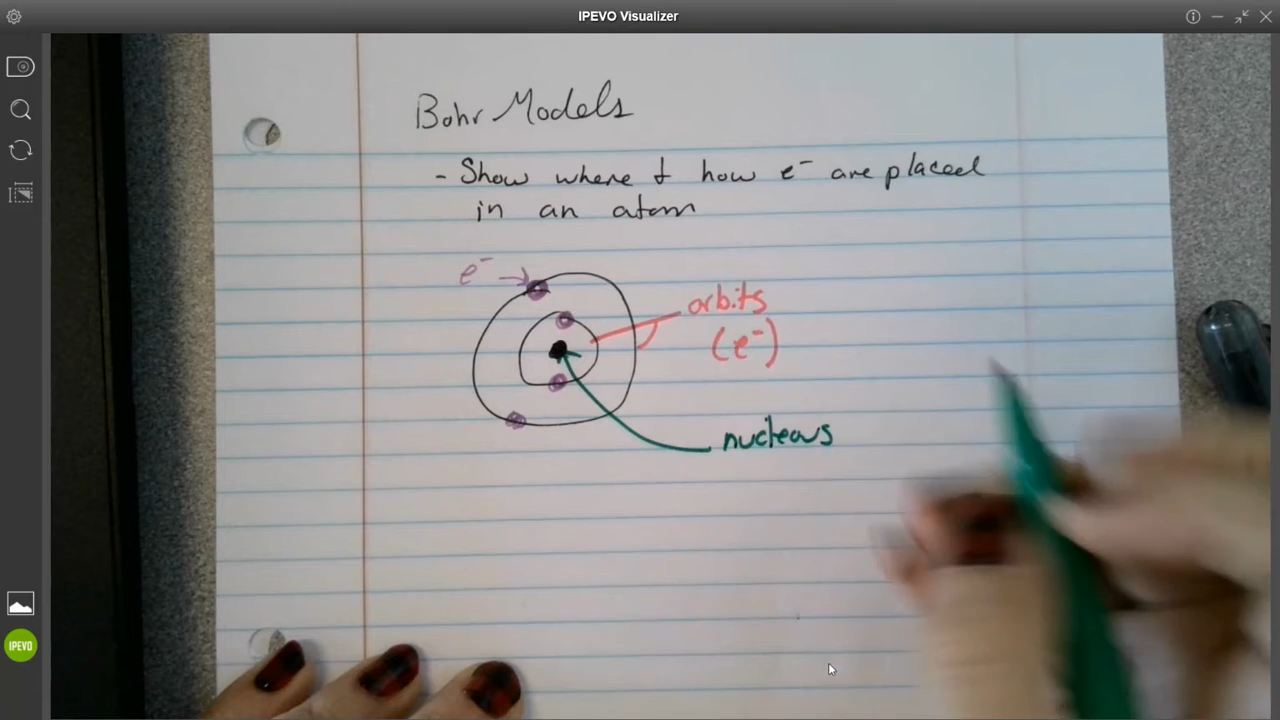 IPEVO Visualizer
Bohr Models
- Show where & how e⁻ are placed
in an atom
e⁻
orbits
(e⁻)
nucleus
IPEVO